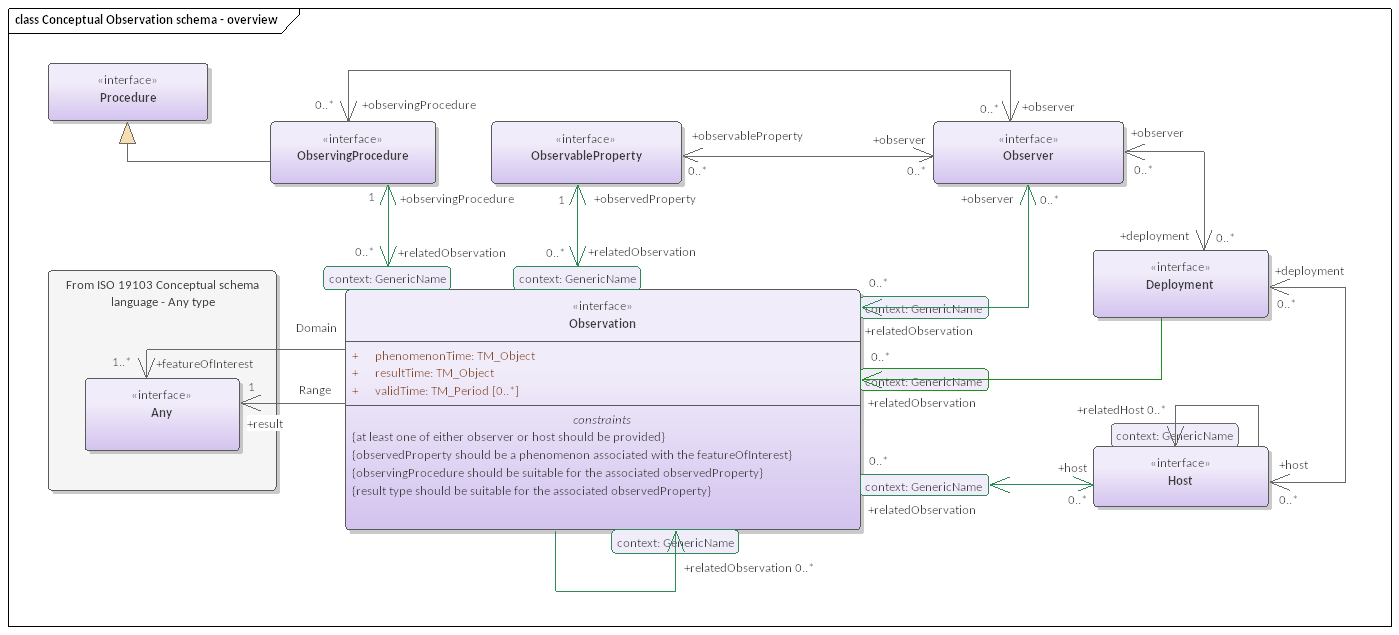 class Conceptual Observation schema - overview
«interface»
Procedure
0..*
+observingProcedure
0..*
+observer
«interface»
ObservingProcedure
«interface»
ObservableProperty
+observableProperty
0..*
+observer
0..*
«interface»
Observer
+observer
0..*
1
+observingProcedure
1
+observedProperty
+observer
0..*
+deployment
0..*
0..*
+relatedObservation
0..*
+relatedObservation
context: GenericName
context: GenericName
«interface»
Deployment
+deployment
0..*
From ISO 19103 Conceptual schema
language - Any type
«interface»
Observation
0..*
context: GenericName
+relatedObservation
Domain
1..*
+featureOfInterest
+ phenomenonTime: TM_Object
+ resultTime: TM_Object
+ validTime: TM_Period [0..*]
0..*
context: GenericName
+relatedObservation
«interface»
Any
1
Range
+result
constraints
{at least one of either observer or host should be provided}
{observedProperty should be a phenomenon associated with the featureOfInterest}
{observingProcedure should be suitable for the associated observedProperty}
{result type should be suitable for the associated observedProperty}
+relatedHost 0..*
context: GenericName
0..*
context: GenericName
+relatedObservation
+host
0..*
«interface»
Host
+host
0..*
context: GenericName
+relatedObservation 0..*